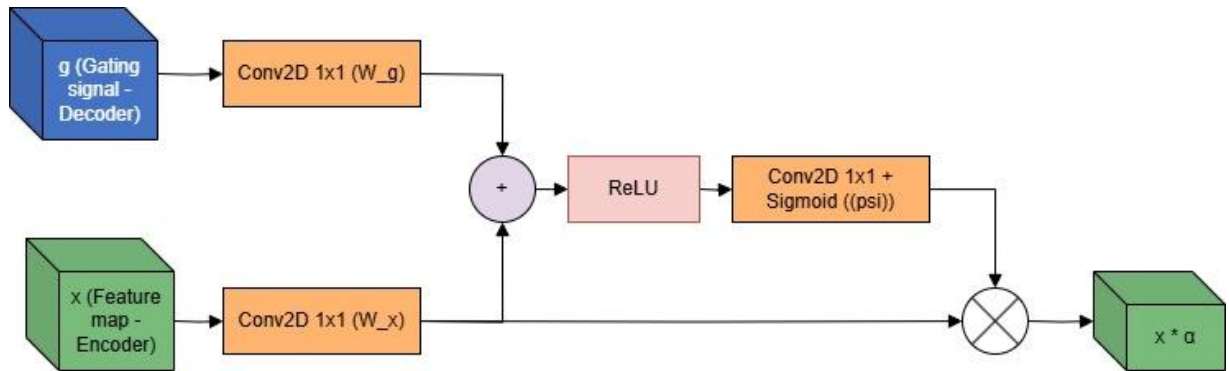 g (Gating
signal -
Decoder)
Conv2D 1x1 (W_g)
+
ReLU
Conv2D 1x1 +
Sigmoid ((psi))
x (Feature
map -
Encoder)
Conv2D 1x1 (W_x)
x * α